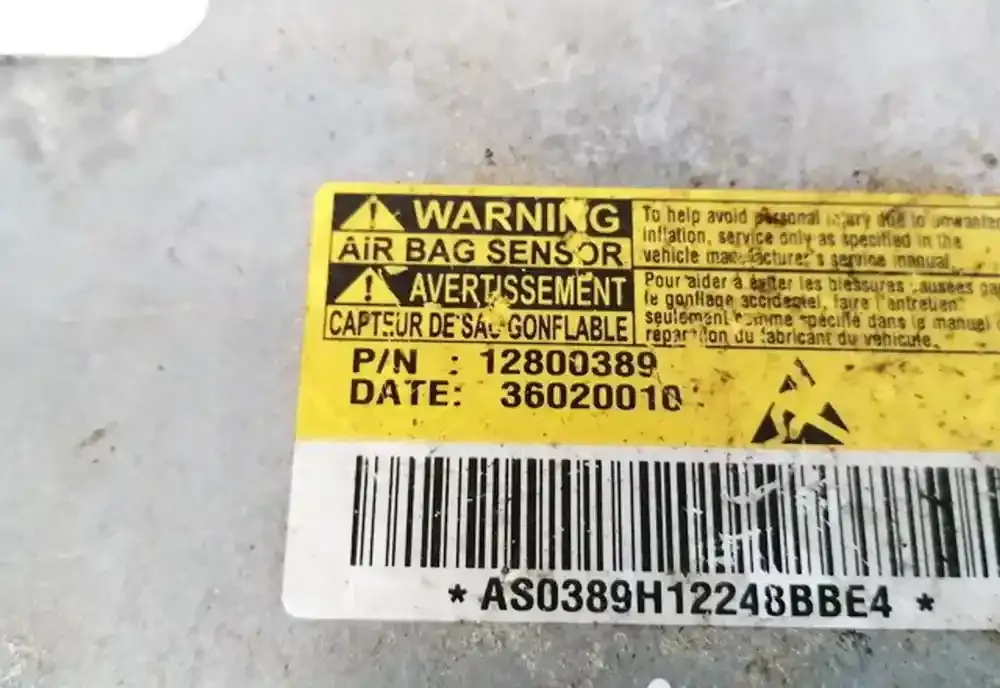 WARNING
AIR BAG SENSOR
To help avoid personal injury due to unwanted
inflation, service only as specified in the
vehicle manufacturer's service manual.
AVERTISSEMENT
CAPTEUR DE SAC GONFLABLE
Pour aider à éviter les blessures causées par
le gonflage accidentel, faire l'antretien
seulement comme spécifié dans le manuel
réparation du fabricant du véhicule.
P/N : 12800389
DATE: 36020010
* AS0389H12248BBE4 *